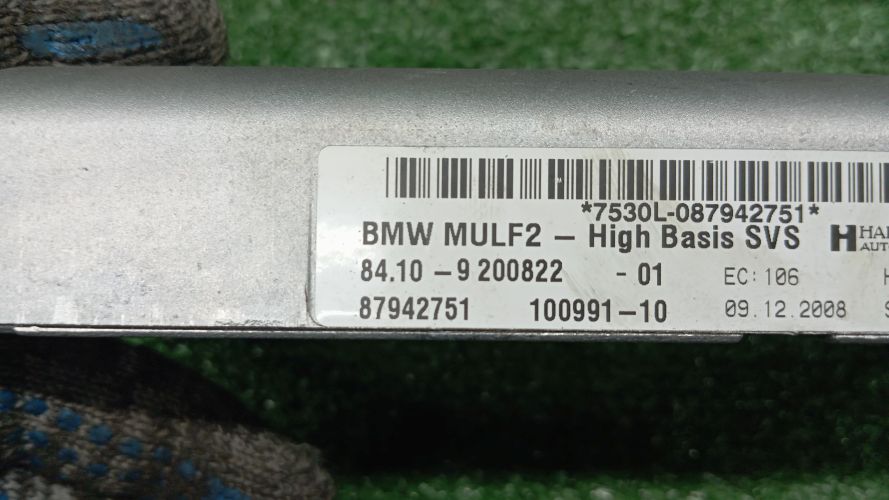 *7530L-087942751*
BMW MULF2 – High Basis SVS
84.10 – 9 200822 - 01 EC: 106
87942751 100991–10 09.12.2008